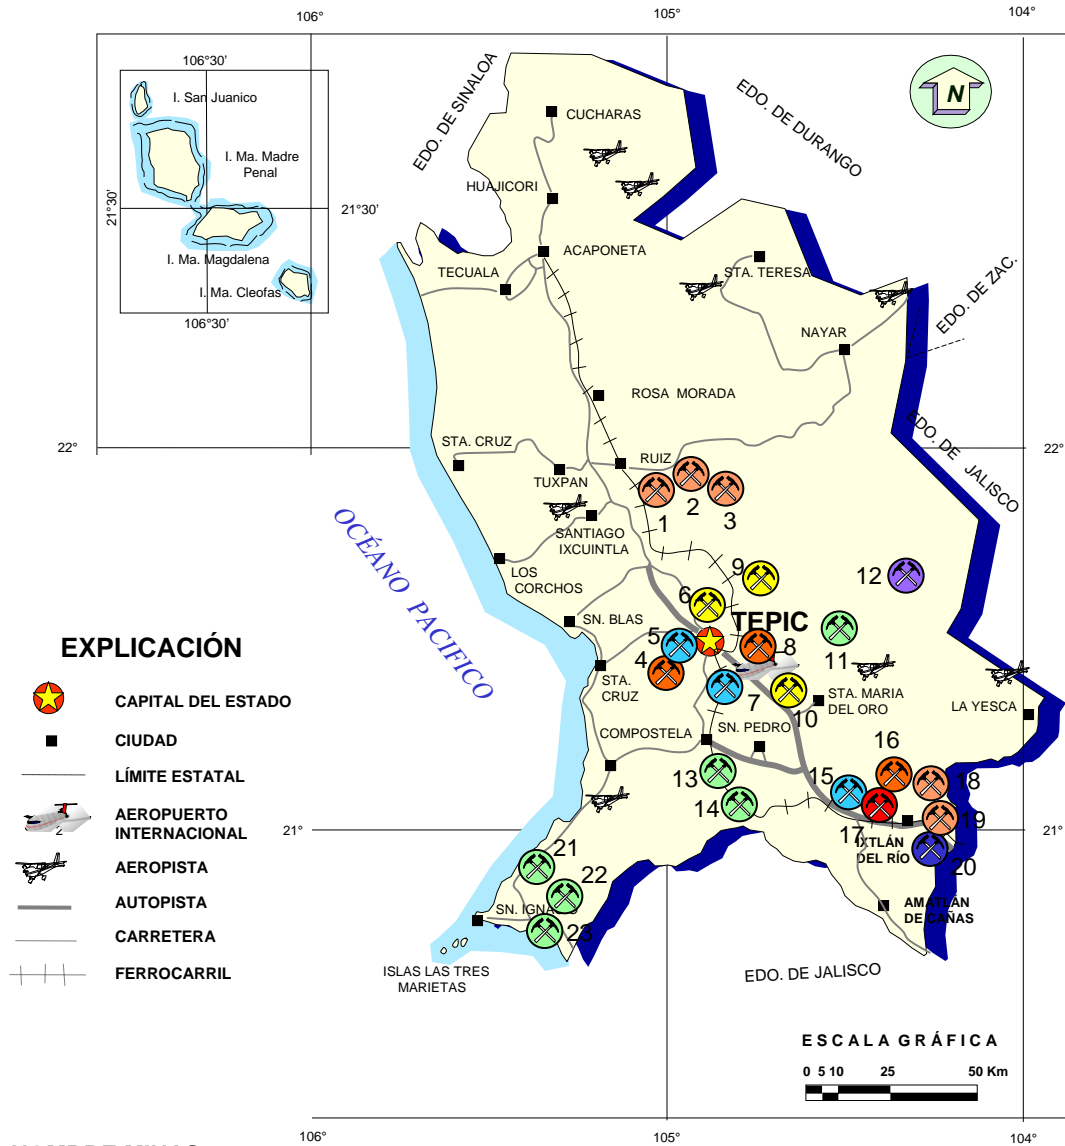 106°
105°
104°
106°30’
I. San Juanico
I. Ma. Madre
Penal
21°30’
21°30’
I. Ma. Magdalena
I. Ma. Cleofas
106°30’
EDO. DE SINALOA
EDO. DE DURANGO
N
CUCHARAS
HUAJICORI
ACAPONETA
TECUALA
STA. TERESA
EDO. DE ZAC.
NAYAR
ROSA MORADA
EDO. DE JALISCO
22°
22°
STA. CRUZ
RUIZ
TUXPAN
1
2
3
SANTIAGO
IXCUINTLA
OCÉANO PACIFICO
LOS
CORCHOS
9
12
6
SN. BLAS
TEPIC
5
8
11
4
STA.
CRUZ
7
10
STA. MARIA
DEL ORO
LA YESCA
COMPOSTELA
SN. PEDRO
16
13
15
18
14
17
19
21°
21°
IXTLÁN
DEL RÍO
20
21
22
AMATLÁN
DE CAÑAS
SN. IGNACIO
23
ISLAS LAS TRES
MARIETAS
EDO. DE JALISCO
EXPLICACIÓN
CAPITAL DEL ESTADO
CIUDAD
LÍMITE ESTATAL
AEROPUERTO
INTERNACIONAL
AEROPISTA
AUTOPISTA
CARRETERA
FERROCARRIL
ESCALA GRÁFICA
0 5 10 25 50 Km
106°
105°
104°